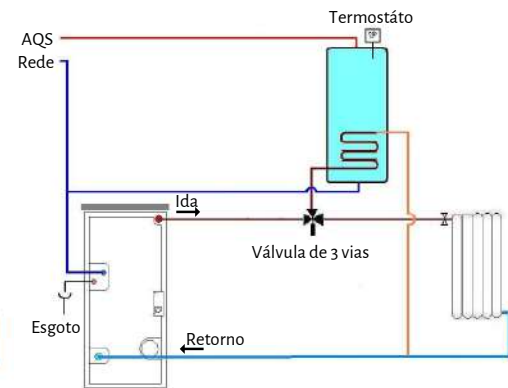 Termostáto
AQS
Rede
Ida
Válvula de 3 vias
Esgoto
Retorno